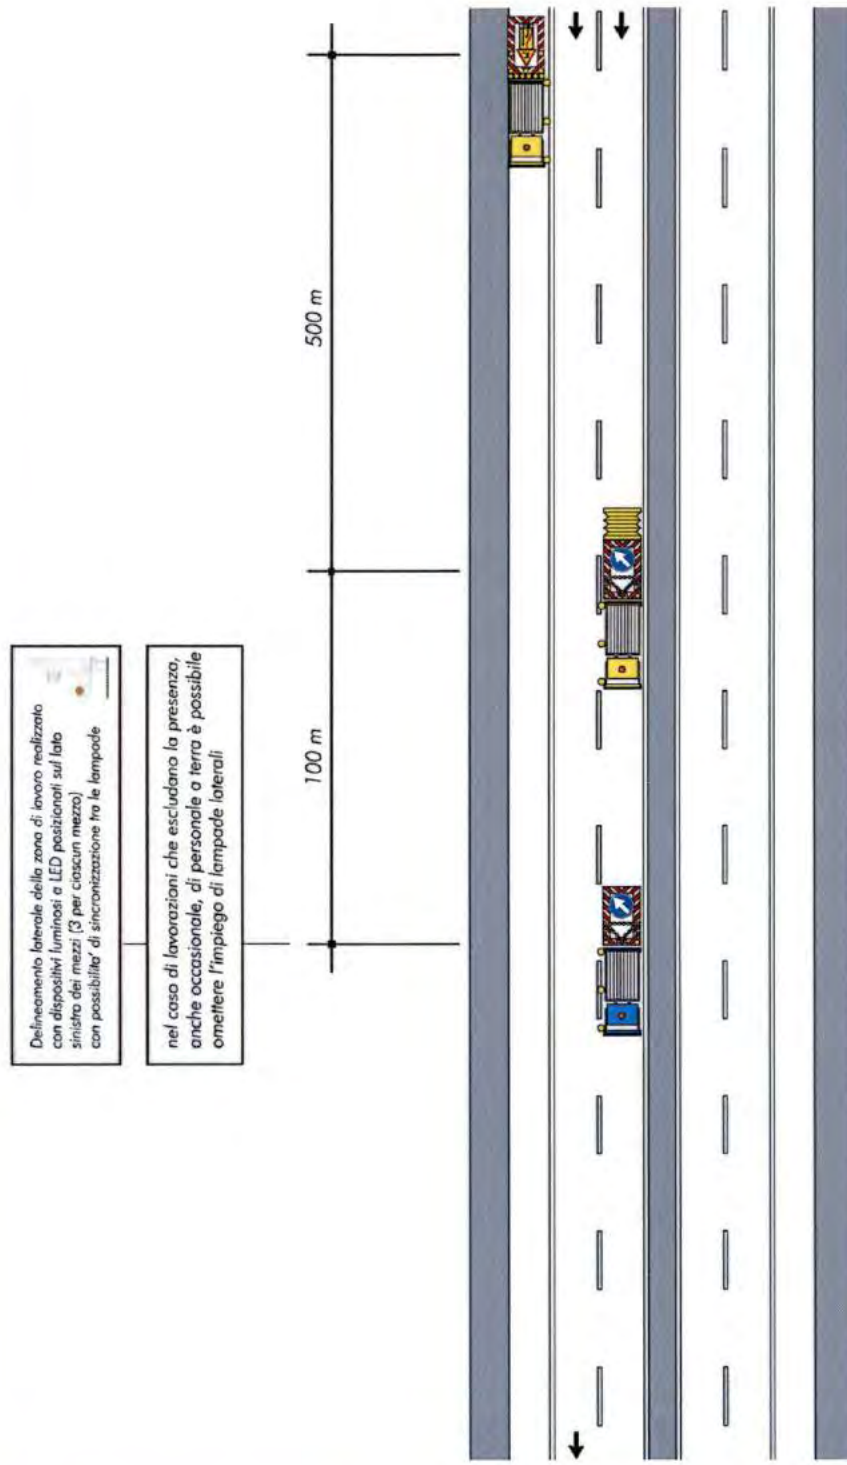 Delineamento laterale della zona di lavoro realizzato
con dispositivi luminosi a LED posizionati sul lato
sinistro dei mezzi (3 per ciascun mezzo)
con possibilita' di sincronizzazione tra le lampade
nel caso di lavorazioni che escludano la presenza,
anche occasionale, di personale a terra è possibile
omettere l'impiego di lampade laterali
100 m
500 m